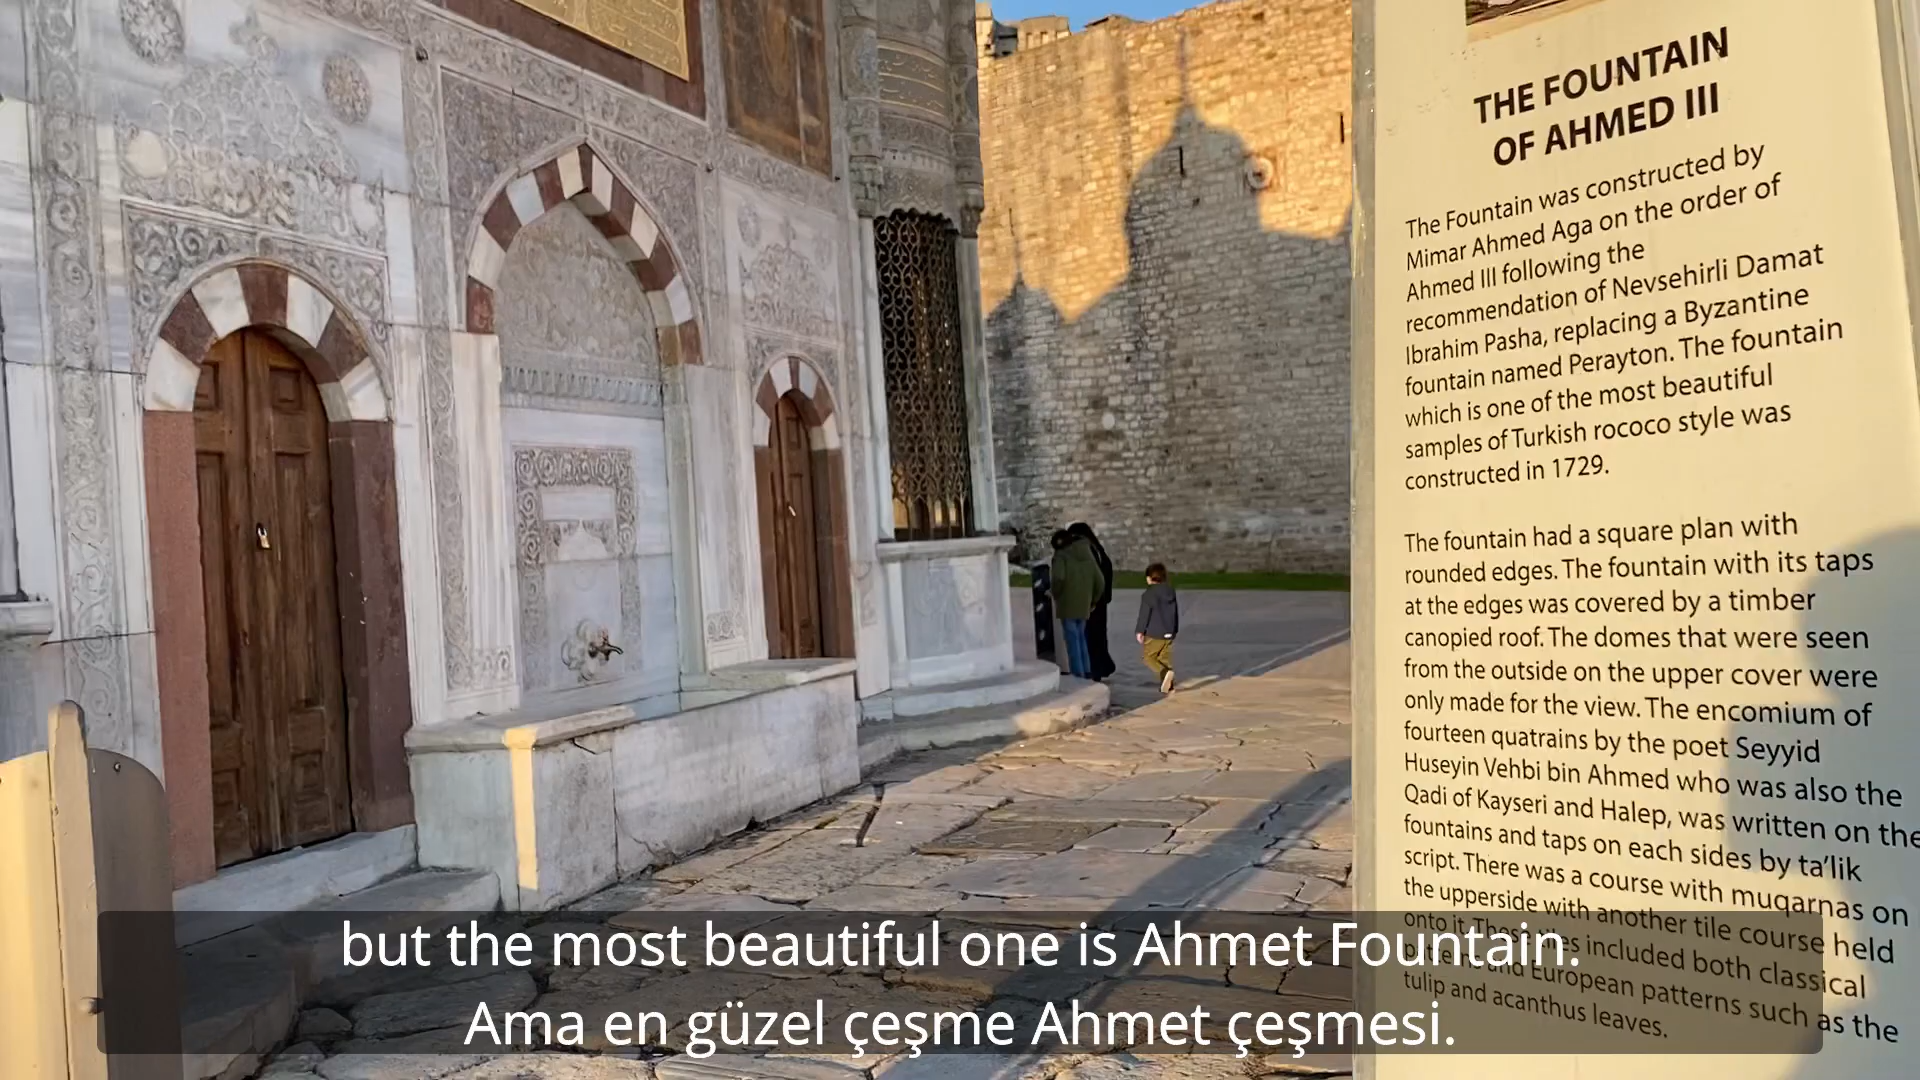 THE FOUNTAIN
OF AHMED III
The Fountain was constructed by
Mimar Ahmed Aga on the order of
Ahmed III following the
recommendation of Nevsehirli Damat
Ibrahim Pasha, replacing a Byzantine
fountain named Perayton. The fountain
which is one of the most beautiful
samples of Turkish rococo style was
constructed in 1729.
The fountain had a square plan with
rounded edges. The fountain with its taps
at the edges was covered by a timber
canopied roof. The domes that were seen
from the outside on the upper cover were
only made for the view. The encomium of
fourteen quatrains by the poet Seyyid
Huseyin Vehbi bin Ahmed who was also the
Qadi of Kayseri and Halep, was written on the
fountains and taps on each sides by ta'lik
script. There was a course with muqarnas on
the upperside with another tile course held
onto it. These tiles included both classical
patterns and European patterns such as the
tulip and acanthus leaves.
but the most beautiful one is Ahmet Fountain.
Ama en güzel çeşme Ahmet çeşmesi.